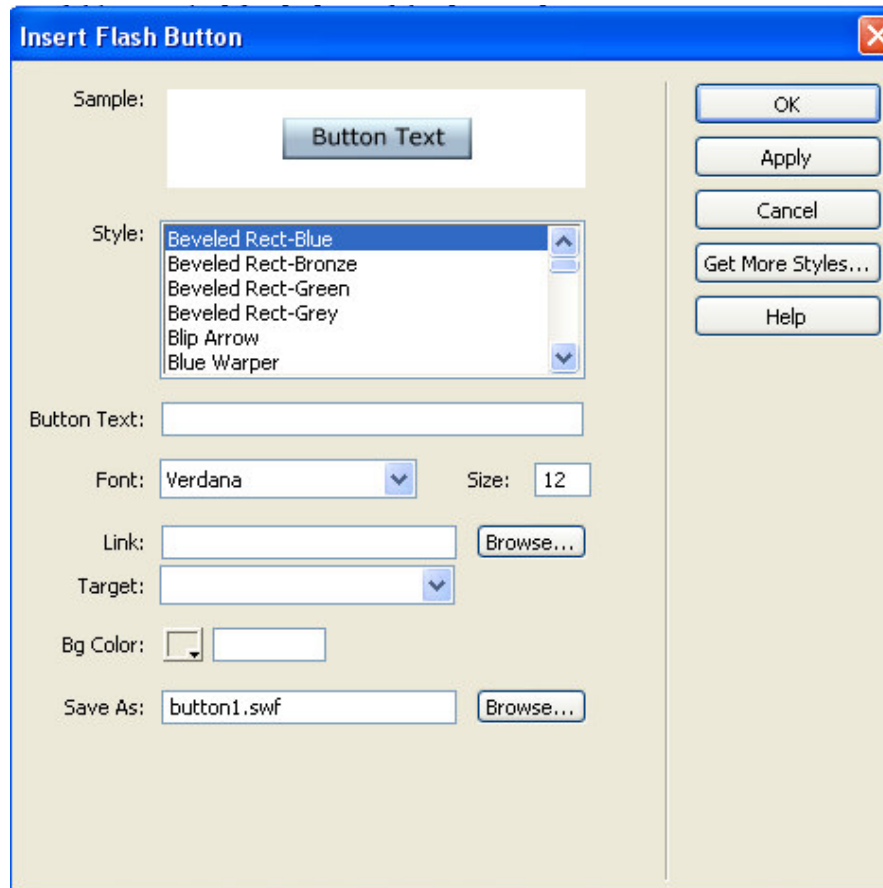 Insert Flash Button
Sample:
Button Text
Style:
Beveled Rect-Blue
Beveled Rect-Bronze
Beveled Rect-Green
Beveled Rect-Grey
Blip Arrow
Blue Warper
Button Text:
Font: Verdana Size: 12
Link: Browse...
Target:
Bg Color:
Save As: button1.swf Browse...
OK
Apply
Cancel
Get More Styles...
Help